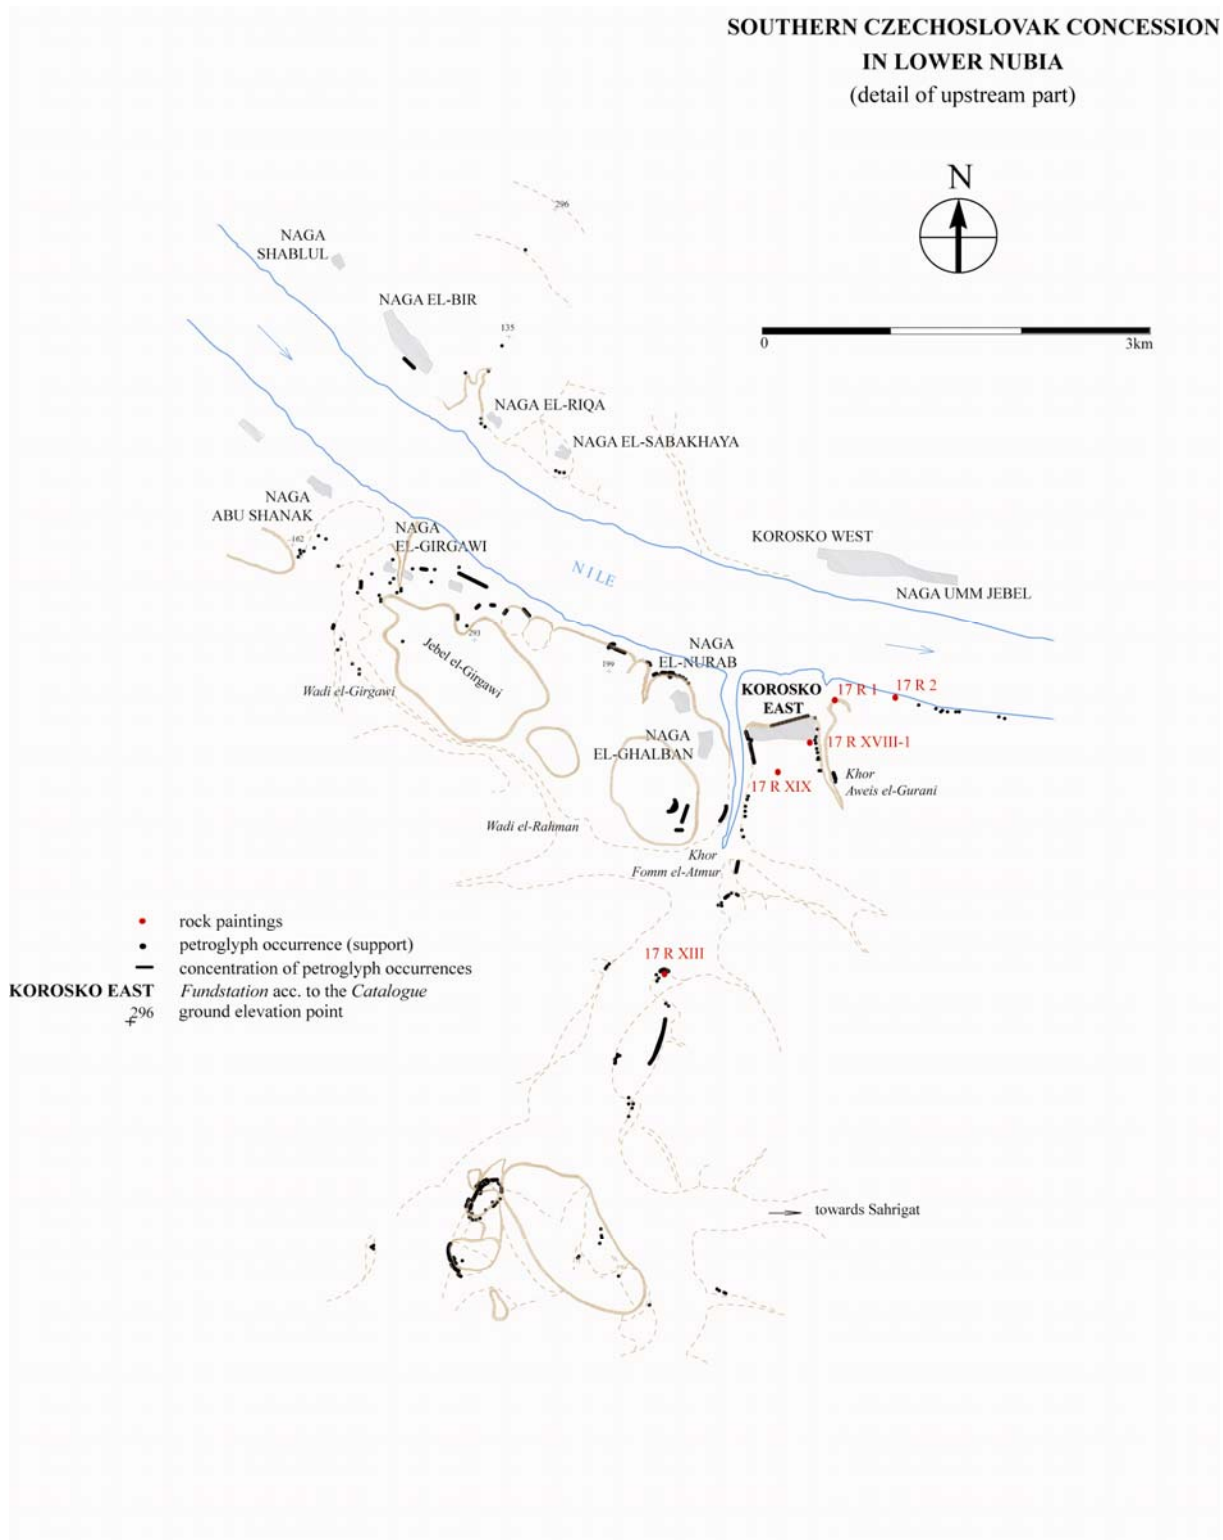 SOUTHERN CZECHOSLOVAK CONCESSION
IN LOWER NUBIA
(detail of upstream part)
N
0
3km
296
NAGA
SHABLUL
NAGA EL-BIR
135
NAGA EL-RIQA
NAGA EL-SABAKHAYA
NAGA
ABU SHANAK
162
NAGA
EL-GIRGAWI
NILE
KOROSKO WEST
NAGA UMM JEBEL
293
Jebel el-Girgawi
199
NAGA
EL-NURAB
Wadi el-Girgawi
KOROSKO
EAST
17 R 1
17 R 2
NAGA
EL-GHALBAN
17 R XVIII-1
17 R XIX
Khor
Aweis el-Gurani
Wadi el-Rahman
Khor
Fomm el-Atmur
17 R XIII
rock paintings
petroglyph occurrence (support)
concentration of petroglyph occurrences
KOROSKO EAST Fundstation acc. to the Catalogue
296 ground elevation point
towards Sahrigat